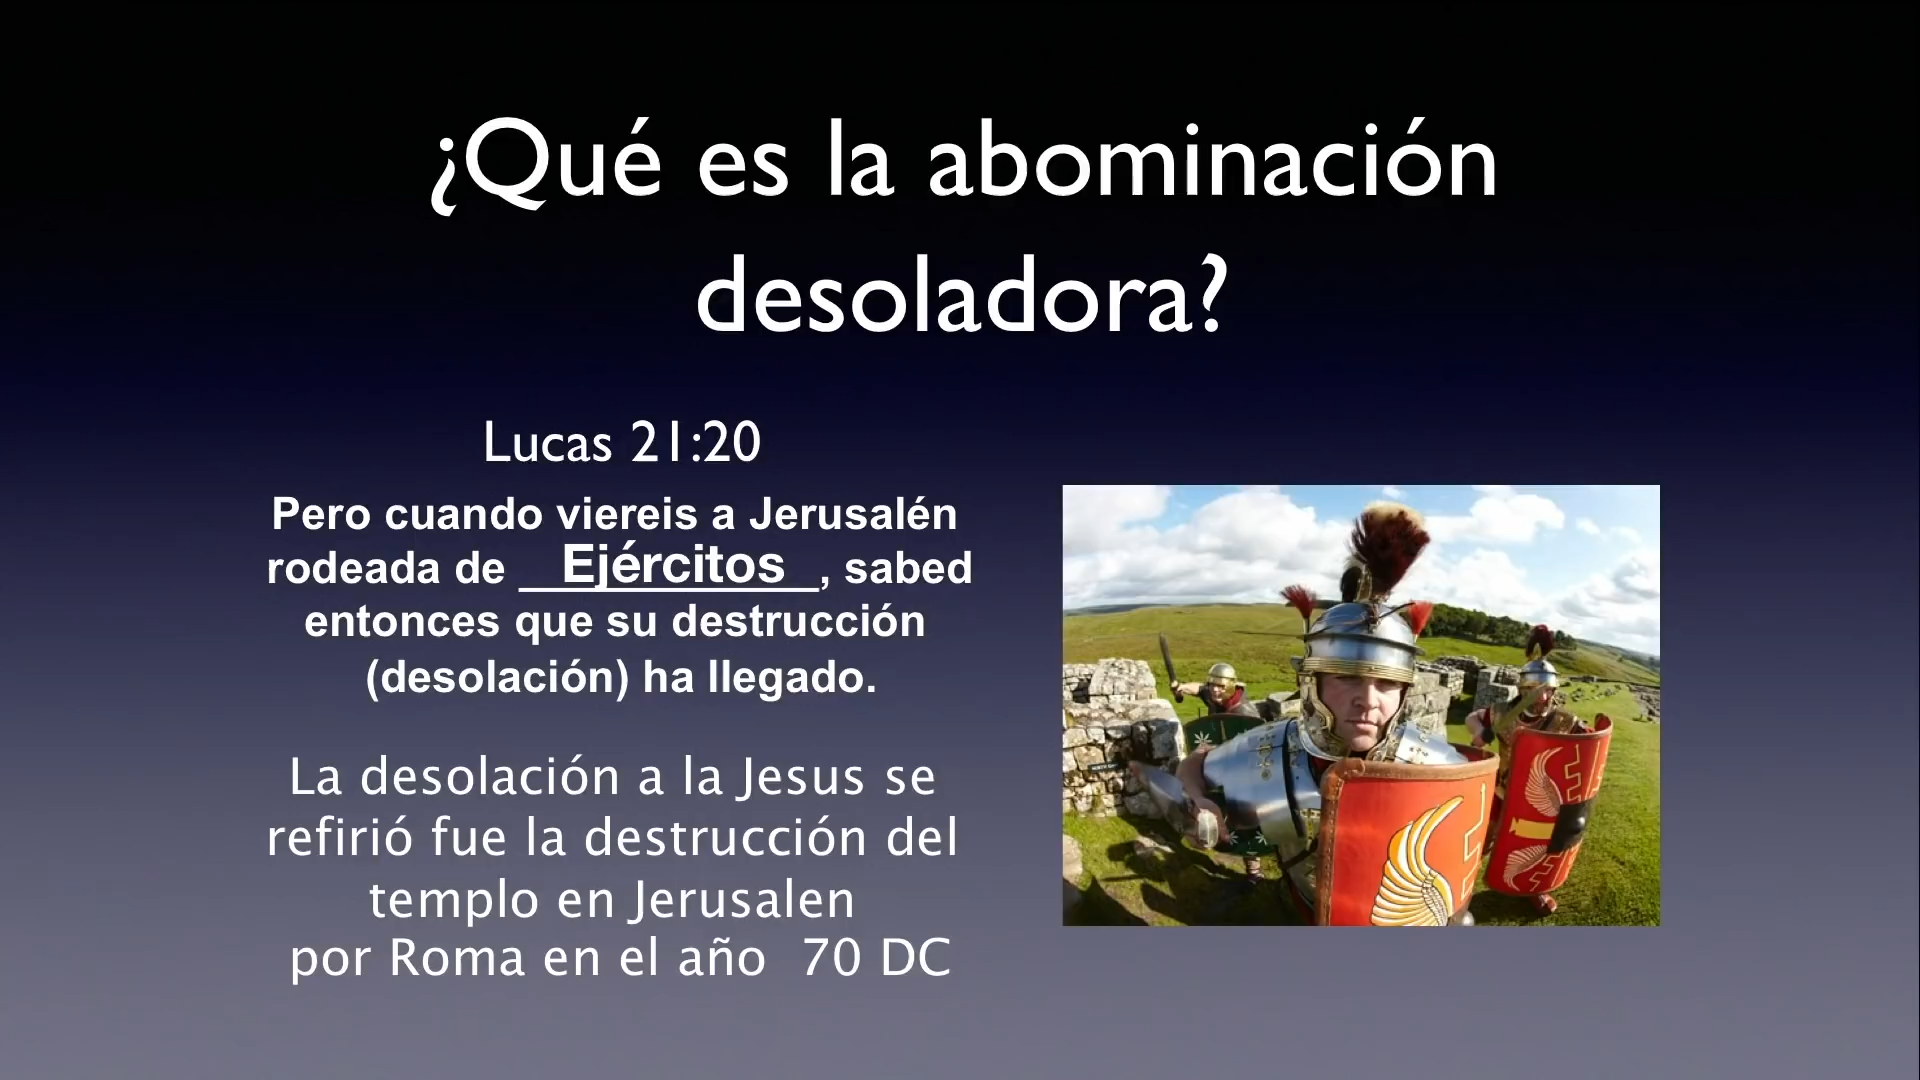 ¿Qué es la abominación
desoladora?
Lucas 21:20
Pero cuando viereis a Jerusalén
rodeada de __Ejércitos__, sabed
entonces que su destrucción
(desolación) ha llegado.
La desolación a la Jesus se
refirió fue la destrucción del
templo en Jerusalen
por Roma en el año 70 DC